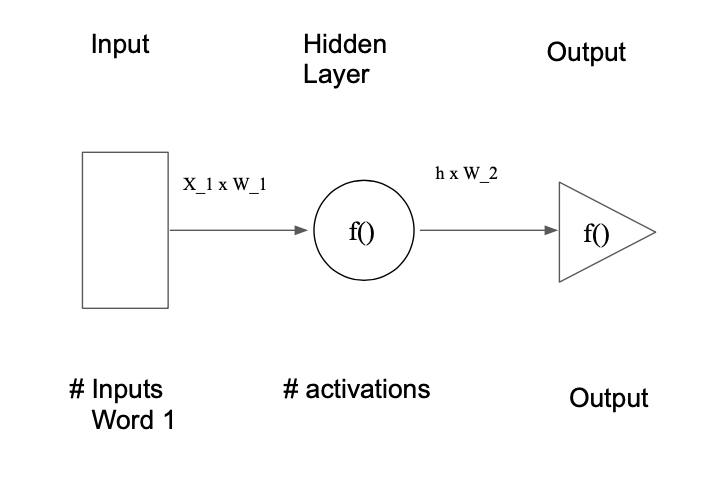 Input
Hidden
Layer
Output
X_1 x W_1
h x W_2
f()
f()
# Inputs
Word 1
# activations
Output